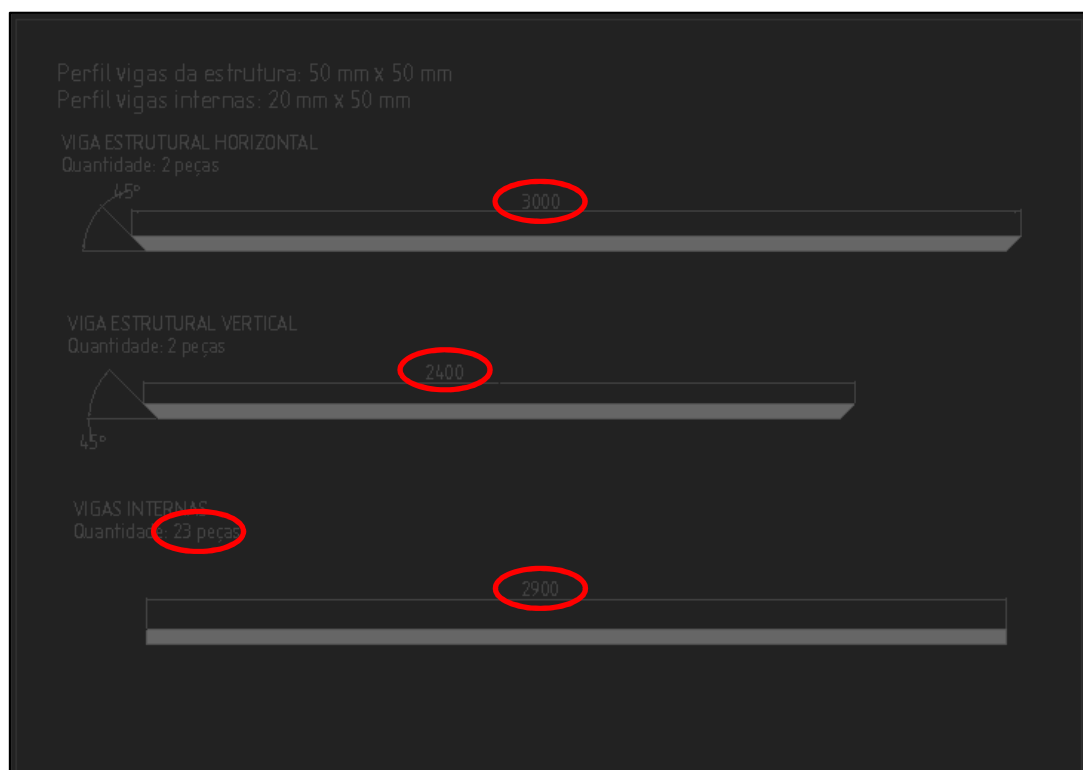 Perfil vigas da estrutura: 50 mm x 50 mm
Perfil vigas internas: 20 mm x 50 mm
VIGA ESTRUTURAL HORIZONTAL
Quantidade: 2 peças
45°
3000
VIGA ESTRUTURAL VERTICAL
Quantidade: 2 peças
2400
45°
VIGAS INTERNAS
Quantidade: 23 peças
2900